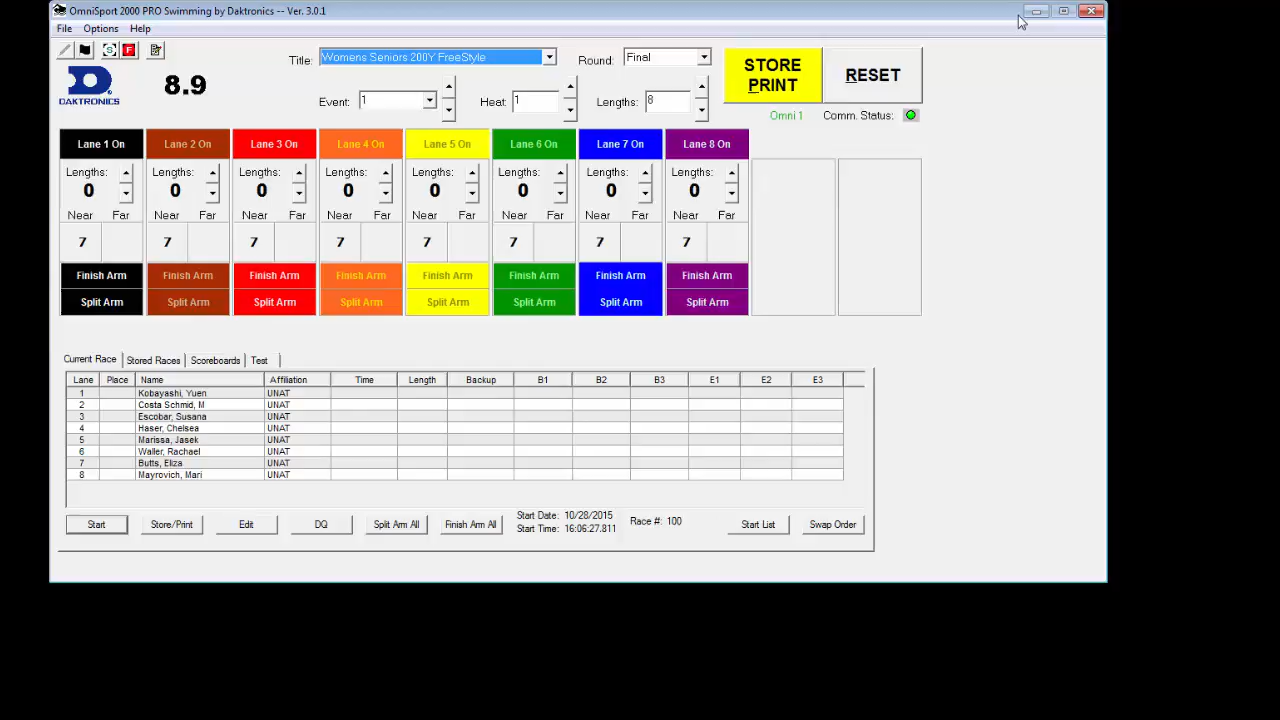 OmniSport 2000 PRO Swimming by Daktronics -- Ver. 3.0.1
File Options Help
S F
8.9
DAKTRONICS
Title: Womens Seniors 200Y FreeStyle Round: Final
Event: 1 Heat: 1 Lengths: 8
STORE PRINT RESET
Omni 1 Comm. Status:
Lane 1 On Lane 2 On Lane 3 On Lane 4 On Lane 5 On Lane 6 On Lane 7 On Lane 8 On
Lengths: Lengths: Lengths: Lengths: Lengths: Lengths: Lengths: Lengths:
0 0 0 0 0 0 0 0
Near Far Near Far Near Far Near Far Near Far Near Far Near Far Near Far
7 7 7 7 7 7 7 7
Finish Arm Finish Arm Finish Arm Finish Arm Finish Arm Finish Arm Finish Arm Finish Arm
Split Arm Split Arm Split Arm Split Arm Split Arm Split Arm Split Arm Split Arm
Current Race Stored Races Scoreboards Test
Lane Place Name Affiliation Time Length Backup B1 B2 B3 E1 E2 E3
1 Kobayashi, Yuen UNAT
2 Costa Schmid, M UNAT
3 Escobar, Susana UNAT
4 Haser, Chelsea UNAT
5 Marissa, Jasek UNAT
6 Waller, Rachael UNAT
7 Butts, Eliza UNAT
8 Mayrovich, Mari UNAT
Start Store/Print Edit DQ Split Arm All Finish Arm All
Start Date: 10/28/2015
Start Time: 16:06:27.811
Race #: 100
Start List Swap Order